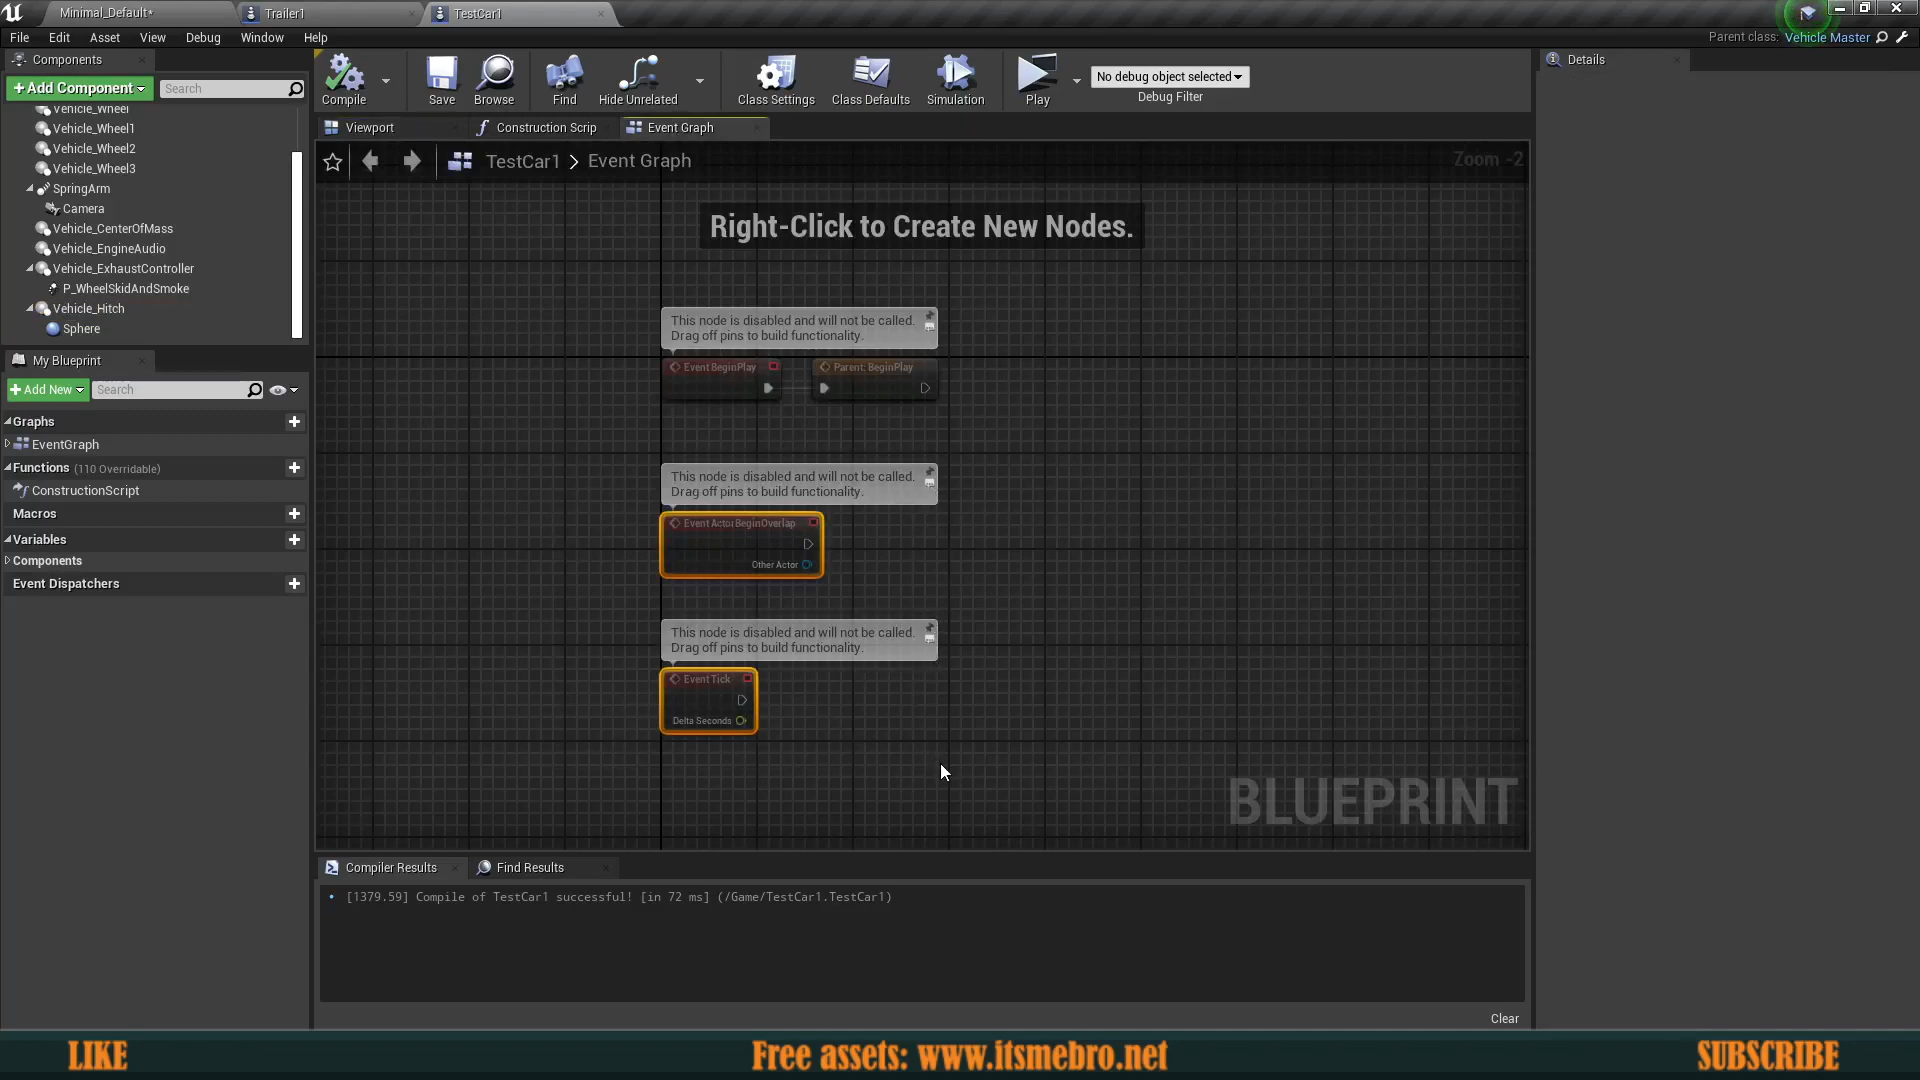 Minimal_Default*
Trailer1
TestCar1
File Edit Asset View Debug Window Help
Parent class: Vehicle Master
Components
+Add Component
Search
Vehicle_Wheel
Vehicle_Wheel1
Vehicle_Wheel2
Vehicle_Wheel3
SpringArm
Camera
Vehicle_CenterOfMass
Vehicle_EngineAudio
Vehicle_ExhaustController
P_WheelSkidAndSmoke
Vehicle_Hitch
Sphere
My Blueprint
+Add New
Search
Graphs
EventGraph
Functions (110 Overridable)
ConstructionScript
Macros
Variables
Components
Event Dispatchers
Compile
Save
Browse
Find
Hide Unrelated
Class Settings
Class Defaults
Simulation
Play
No debug object selected
Debug Filter
Viewport
Construction Scrip
Event Graph
TestCar1 > Event Graph
Zoom -2
Right-Click to Create New Nodes.
This node is disabled and will not be called.
Drag off pins to build functionality.
Event BeginPlay
Parent: BeginPlay
This node is disabled and will not be called.
Drag off pins to build functionality.
Event ActorBeginOverlap
Other Actor
This node is disabled and will not be called.
Drag off pins to build functionality.
Event Tick
Delta Seconds
BLUEPRINT
Compiler Results
Find Results
[1379.59] Compile of TestCar1 successful! [in 72 ms] (/Game/TestCar1.TestCar1)
Clear
Details
LIKE
Free assets: www.itsmebro.net
SUBSCRIBE